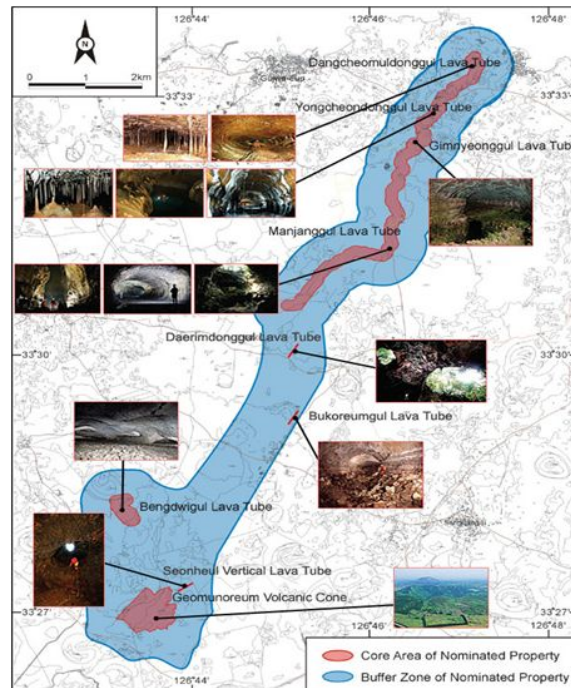 126°44'
126°46'
126°48'
N
0 1 2km
Dangcheomuldonggul Lava Tube
33°33'
33°33'
Yongcheondonggul Lava Tube
Gimnyeonggul Lava Tube
Manjanggul Lava Tube
Daerimdonggul Lava Tube
33°30'
33°30'
Bukoreumgul Lava Tube
Bengdwigul Lava Tube
Seonheul Vertical Lava Tube
Geomunoreum Volcanic Cone
33°27'
33°27'
126°46'
126°48'
Core Area of Nominated Property
Buffer Zone of Nominated Property
126°44'